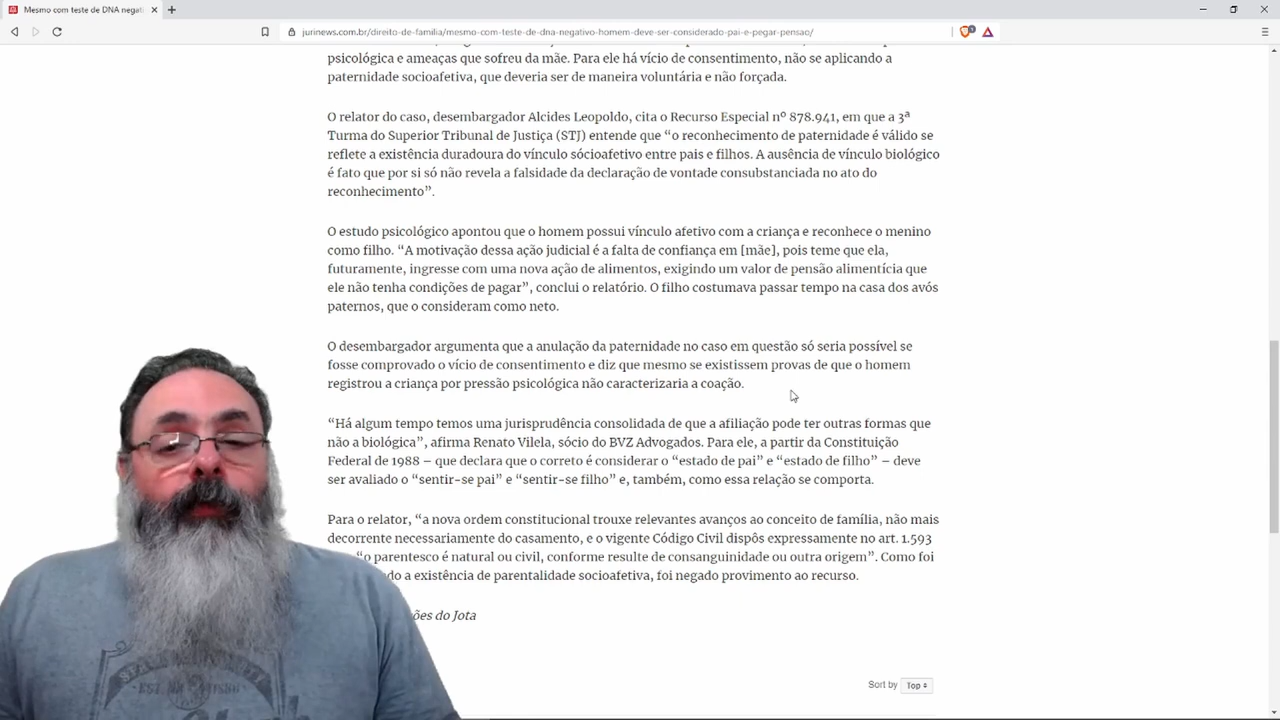 Mesmo com teste de DNA negati
jurinews.com.br/direito-de-familia/mesmo-com-teste-de-dna-negativo-homem-deve-ser-considerado-pai-e-pegar-pensao/
psicológica e ameaças que sofreu da mãe. Para ele há vício de consentimento, não se aplicando a
paternidade socioafetiva, que deveria ser de maneira voluntária e não forçada.
O relator do caso, desembargador Alcides Leopoldo, cita o Recurso Especial nº 878.941, em que a 3ª
Turma do Superior Tribunal de Justiça (STJ) entende que “o reconhecimento de paternidade é válido se
reflete a existência duradoura do vínculo sócioafetivo entre pais e filhos. A ausência de vínculo biológico
é fato que por si só não revela a falsidade da declaração de vontade consubstanciada no ato do
reconhecimento”.
O estudo psicológico apontou que o homem possui vínculo afetivo com a criança e reconhece o menino
como filho. “A motivação dessa ação judicial é a falta de confiança em [mãe], pois teme que ela,
futuramente, ingresse com uma nova ação de alimentos, exigindo um valor de pensão alimentícia que
ele não tenha condições de pagar”, conclui o relatório. O filho costumava passar tempo na casa dos avós
paternos, que o consideram como neto.
O desembargador argumenta que a anulação da paternidade no caso em questão só seria possível se
fosse comprovado o vício de consentimento e diz que mesmo se existissem provas de que o homem
registrou a criança por pressão psicológica não caracterizaria a coação.
“Há algum tempo temos uma jurisprudência consolidada de que a afiliação pode ter outras formas que
não a biológica”, afirma Renato Vilela, sócio do BVZ Advogados. Para ele, a partir da Constituição
Federal de 1988 – que declara que o correto é considerar o “estado de pai” e “estado de filho” – deve
ser avaliado o “sentir-se pai” e “sentir-se filho” e, também, como essa relação se comporta.
Para o relator, “a nova ordem constitucional trouxe relevantes avanços ao conceito de família, não mais
decorrente necessariamente do casamento, e o vigente Código Civil dispôs expressamente no art. 1.593
“o parentesco é natural ou civil, conforme resulte de consanguinidade ou outra origem”. Como foi
a existência de parentalidade socioafetiva, foi negado provimento ao recurso.
do Jota
Sort by Top